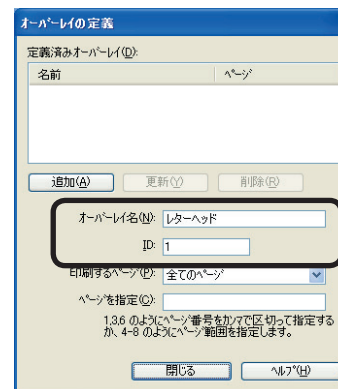 オーバーレイの定義
定義済みオーバーレイ(D):
名前 ページ
追加(A) 更新(Y) 削除(R)
オーバーレイ名(N): レターヘッド
ID: 1
印刷するページ(P): 全てのページ
ページを指定(C):
1,3,6 のようにページ番号をカンマで区切って指定する
か、4-8 のようにページ範囲を指定します。
閉じる ヘルプ(H)